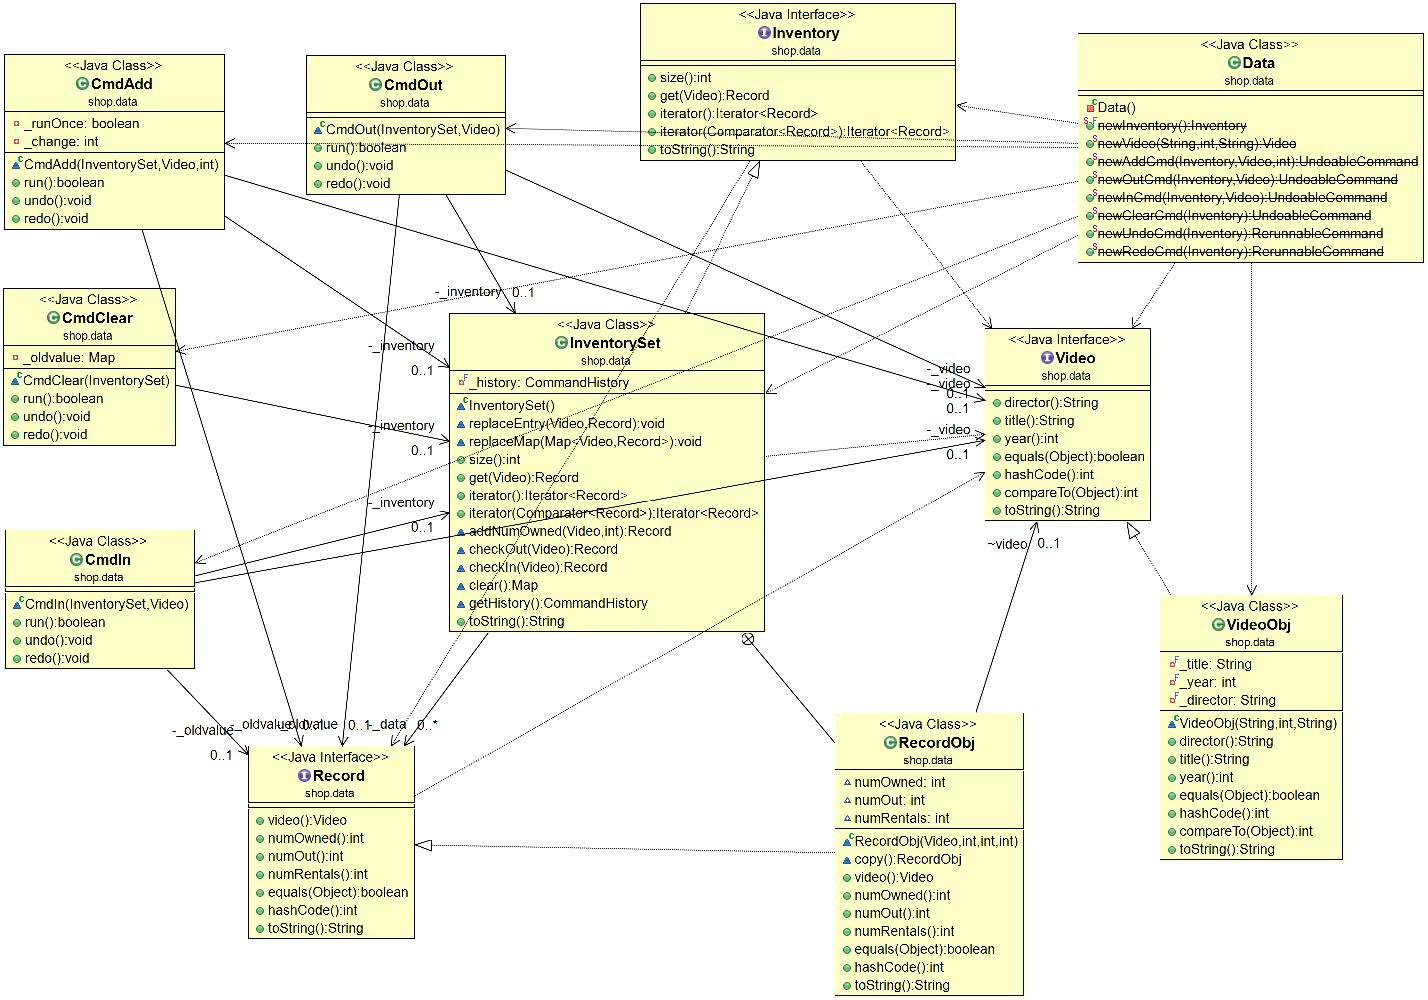 <<Java Class>>
CmdAdd
shop.data
_runOnce: boolean
_change: int
CmdAdd(InventorySet,Video,int)
run():boolean
undo():void
redo():void
<<Java Class>>
CmdOut
shop.data
CmdOut(InventorySet,Video)
run():boolean
undo():void
redo():void
<<Java Interface>>
Inventory
shop.data
size():int
get(Video):Record
iterator():Iterator<Record>
iterator(Comparator<Record>):Iterator<Record>
toString():String
<<Java Class>>
Data
shop.data
Data()
newInventory():Inventory
newVideo(String,int,String):Video
newAddCmd(Inventory,Video,int):UndoableCommand
newOutCmd(Inventory,Video):UndoableCommand
newInCmd(Inventory,Video):UndoableCommand
newClearCmd(Inventory):UndoableCommand
newUndoCmd(Inventory):RerunnableCommand
newRedoCmd(Inventory):RerunnableCommand
<<Java Class>>
CmdClear
shop.data
_oldvalue: Map
CmdClear(InventorySet)
run():boolean
undo():void
redo():void
-_inventory 0..1
-_inventory
0..1
-_inventory
0..1
-_inventory
0..1
<<Java Class>>
InventorySet
shop.data
_history: CommandHistory
InventorySet()
replaceEntry(Video,Record):void
replaceMap(Map<Video,Record>):void
size():int
get(Video):Record
iterator():Iterator<Record>
iterator(Comparator<Record>):Iterator<Record>
addNumOwned(Video,int):Record
checkOut(Video):Record
checkIn(Video):Record
clear():Map
getHistory():CommandHistory
toString():String
-_video
-_video
0..1
0..1
-_video
0..1
<<Java Interface>>
Video
shop.data
director():String
title():String
year():int
equals(Object):boolean
hashCode():int
compareTo(Object):int
toString():String
~video 0..1
<<Java Class>>
CmdIn
shop.data
CmdIn(InventorySet,Video)
run():boolean
undo():void
redo():void
<<Java Class>>
VideoObj
shop.data
_title: String
_year: int
_director: String
VideoObj(String,int,String)
director():String
title():String
year():int
equals(Object):boolean
hashCode():int
compareTo(Object):int
toString():String
-_oldvalue
0..1
-_oldvalue 0..1
-_oldvalue 0..1
-_data 0..*
<<Java Interface>>
Record
shop.data
video():Video
numOwned():int
numOut():int
numRentals():int
equals(Object):boolean
hashCode():int
toString():String
<<Java Class>>
RecordObj
shop.data
numOwned: int
numOut: int
numRentals: int
RecordObj(Video,int,int,int)
copy():RecordObj
video():Video
numOwned():int
numOut():int
numRentals():int
equals(Object):boolean
hashCode():int
toString():String